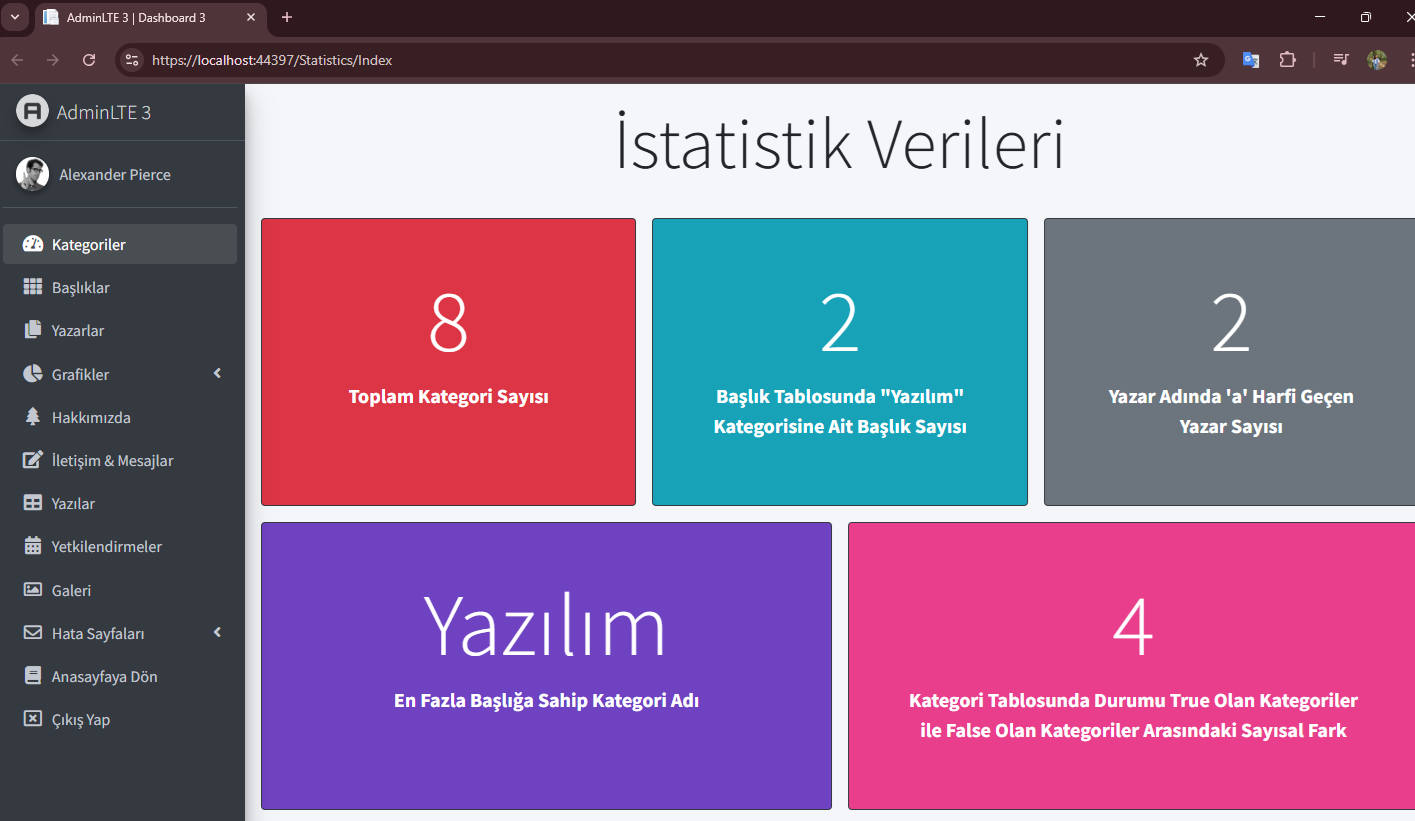 AdminLTE 3 | Dashboard 3
https://localhost:44397/Statistics/Index
AdminLTE 3
Alexander Pierce
Kategoriler
Başlıklar
Yazarlar
Grafikler
Hakkımızda
İletişim & Mesajlar
Yazılar
Yetkilendirmeler
Galeri
Hata Sayfaları
Anasayfaya Dön
Çıkış Yap
İstatistik Verileri
8
Toplam Kategori Sayısı
2
Başlık Tablosunda "Yazılım"
Kategorisine Ait Başlık Sayısı
2
Yazar Adında 'a' Harfi Geçen
Yazar Sayısı
Yazılım
En Fazla Başlığa Sahip Kategori Adı
4
Kategori Tablosunda Durumu True Olan Kategoriler
ile False Olan Kategoriler Arasındaki Sayısal Fark